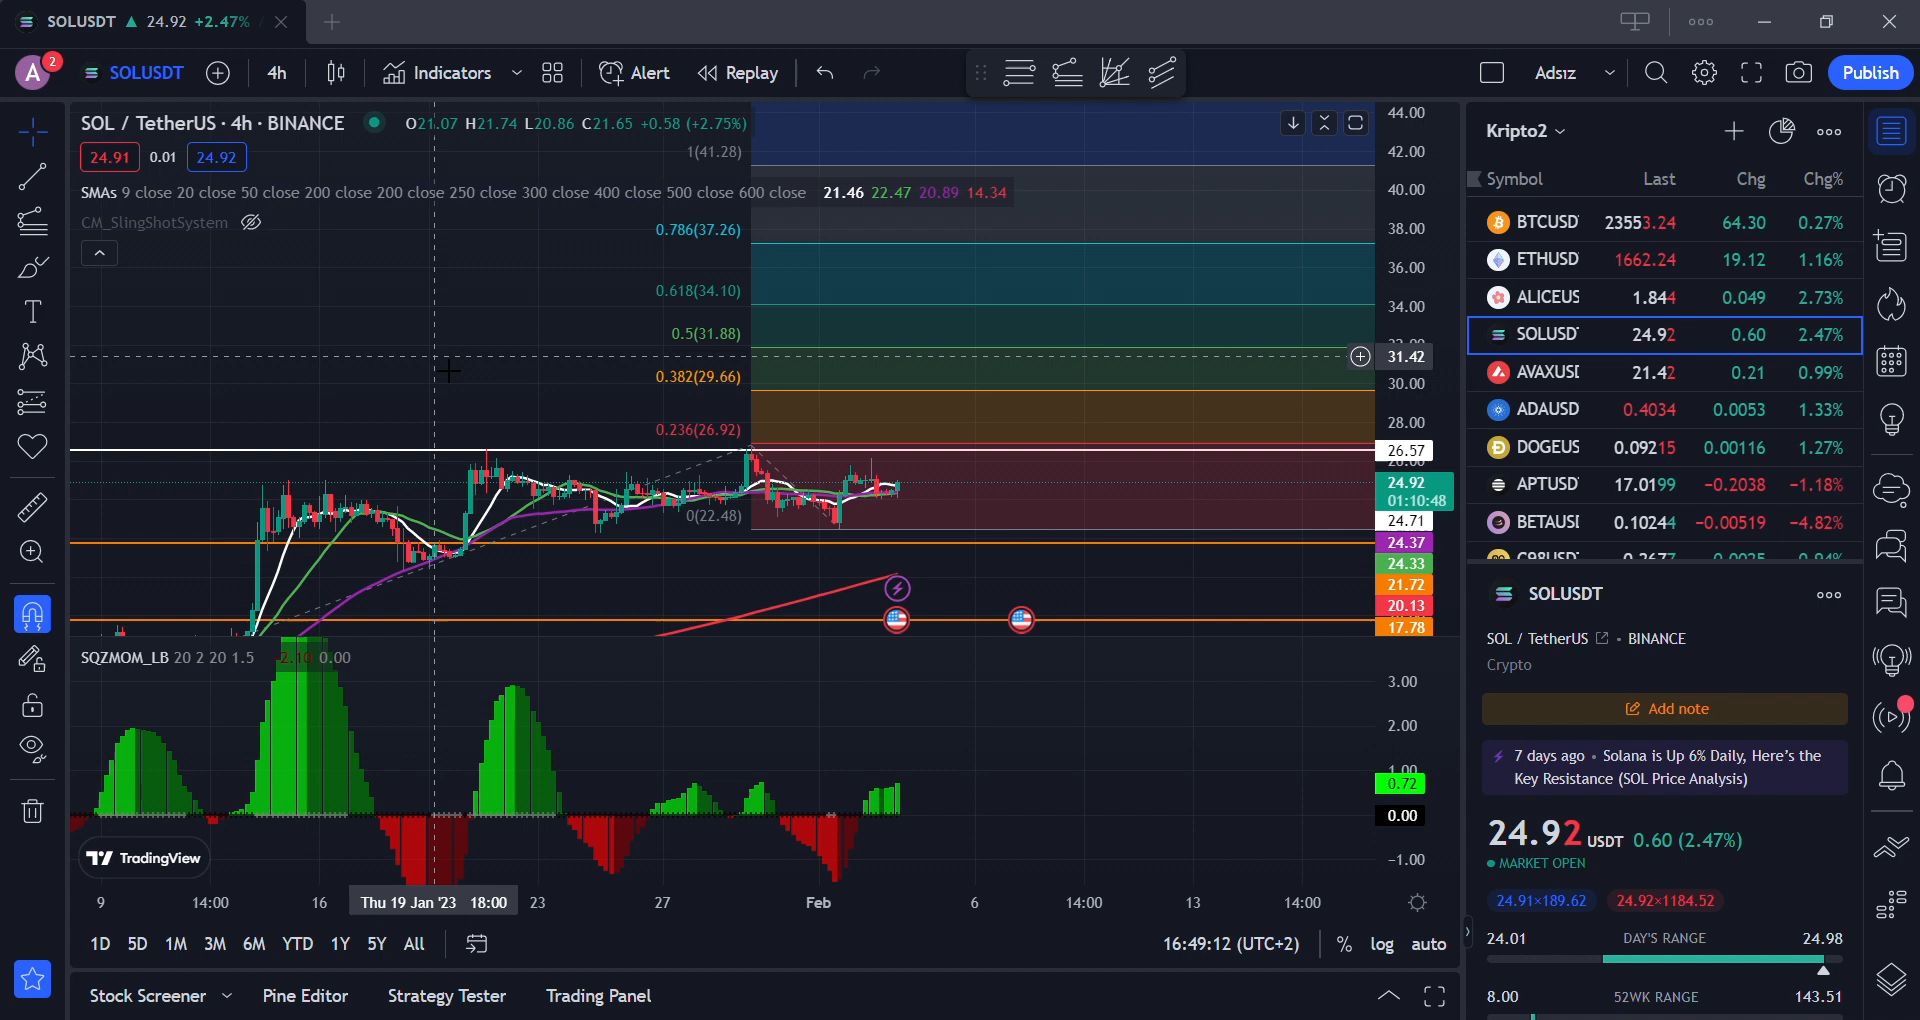 SOLUSDT ▲ 24.92 +2.47%
A 2 SOLUSDT 4h Indicators Alert Replay Adsız Publish
SOL / TetherUS · 4h · BINANCE O21.07 H21.74 L20.86 C21.65 +0.58 (+2.75%)
24.91 0.01 24.92
SMAs 9 close 20 close 50 close 200 close 200 close 250 close 300 close 400 close 500 close 600 close 21.46 22.47 20.89 14.34
CM_SlingShotSystem
1(41.28)
0.786(37.26)
0.618(34.10)
0.5(31.88)
0.382(29.66)
0.236(26.92)
0(22.48)
44.00
42.00
40.00
38.00
36.00
34.00
31.42
30.00
28.00
26.57
24.92
01:10:48
24.71
24.37
24.33
21.72
20.13
17.78
SQZMOM_LB 20 2 20 1.5 -2.10 0.00
3.00
2.00
1.00
0.72
0.00
−1.00
TradingView
9 14:00 16 Thu 19 Jan '23 18:00 23 27 Feb 6 14:00 13 14:00
1D 5D 1M 3M 6M YTD 1Y 5Y All 16:49:12 (UTC+2) % log auto
Stock Screener Pine Editor Strategy Tester Trading Panel
Kripto2
Symbol Last Chg Chg%
BTCUSD 23553.24 64.30 0.27%
ETHUSD 1662.24 19.12 1.16%
ALICEUS 1.844 0.049 2.73%
SOLUSD 24.92 0.60 2.47%
AVAXUSD 21.42 0.21 0.99%
ADAUSD 0.4034 0.0053 1.33%
DOGEUS 0.09215 0.00116 1.27%
APTUSD 17.0199 −0.2038 −1.18%
BETAUSD 0.10244 −0.00519 −4.82%
SOLUSDT
SOL / TetherUS • BINANCE
Crypto
Add note
7 days ago • Solana is Up 6% Daily, Here's the
Key Resistance (SOL Price Analysis)
24.92 USDT 0.60 (2.47%)
MARKET OPEN
24.91×189.62 24.92×1184.52
24.01 DAY'S RANGE 24.98
8.00 52WK RANGE 143.51